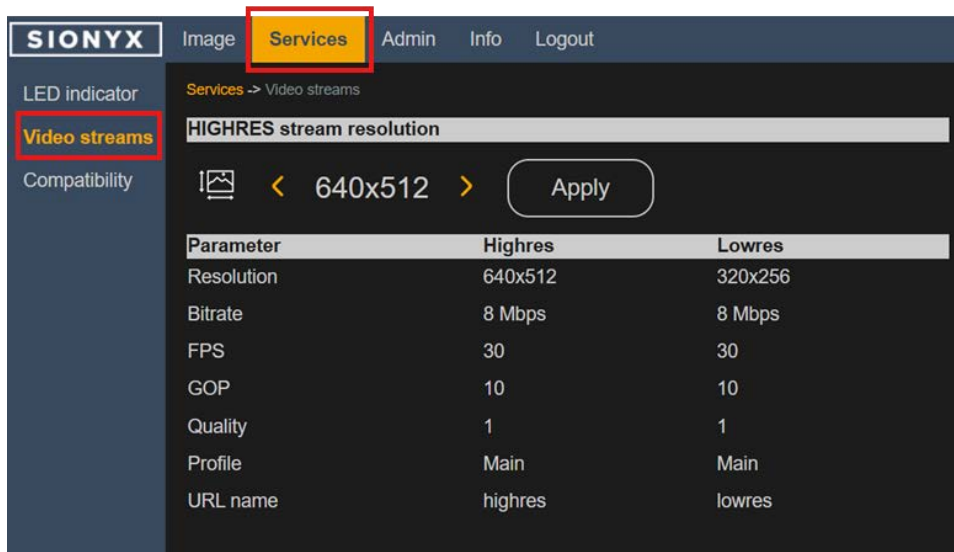 SIONYX Image Services Admin Info Logout
LED indicator
Video streams
Compatibility
Services -> Video streams
HIGHRES stream resolution
640x512 Apply
Parameter Highres Lowres
Resolution 640x512 320x256
Bitrate 8 Mbps 8 Mbps
FPS 30 30
GOP 10 10
Quality 1 1
Profile Main Main
URL name highres lowres